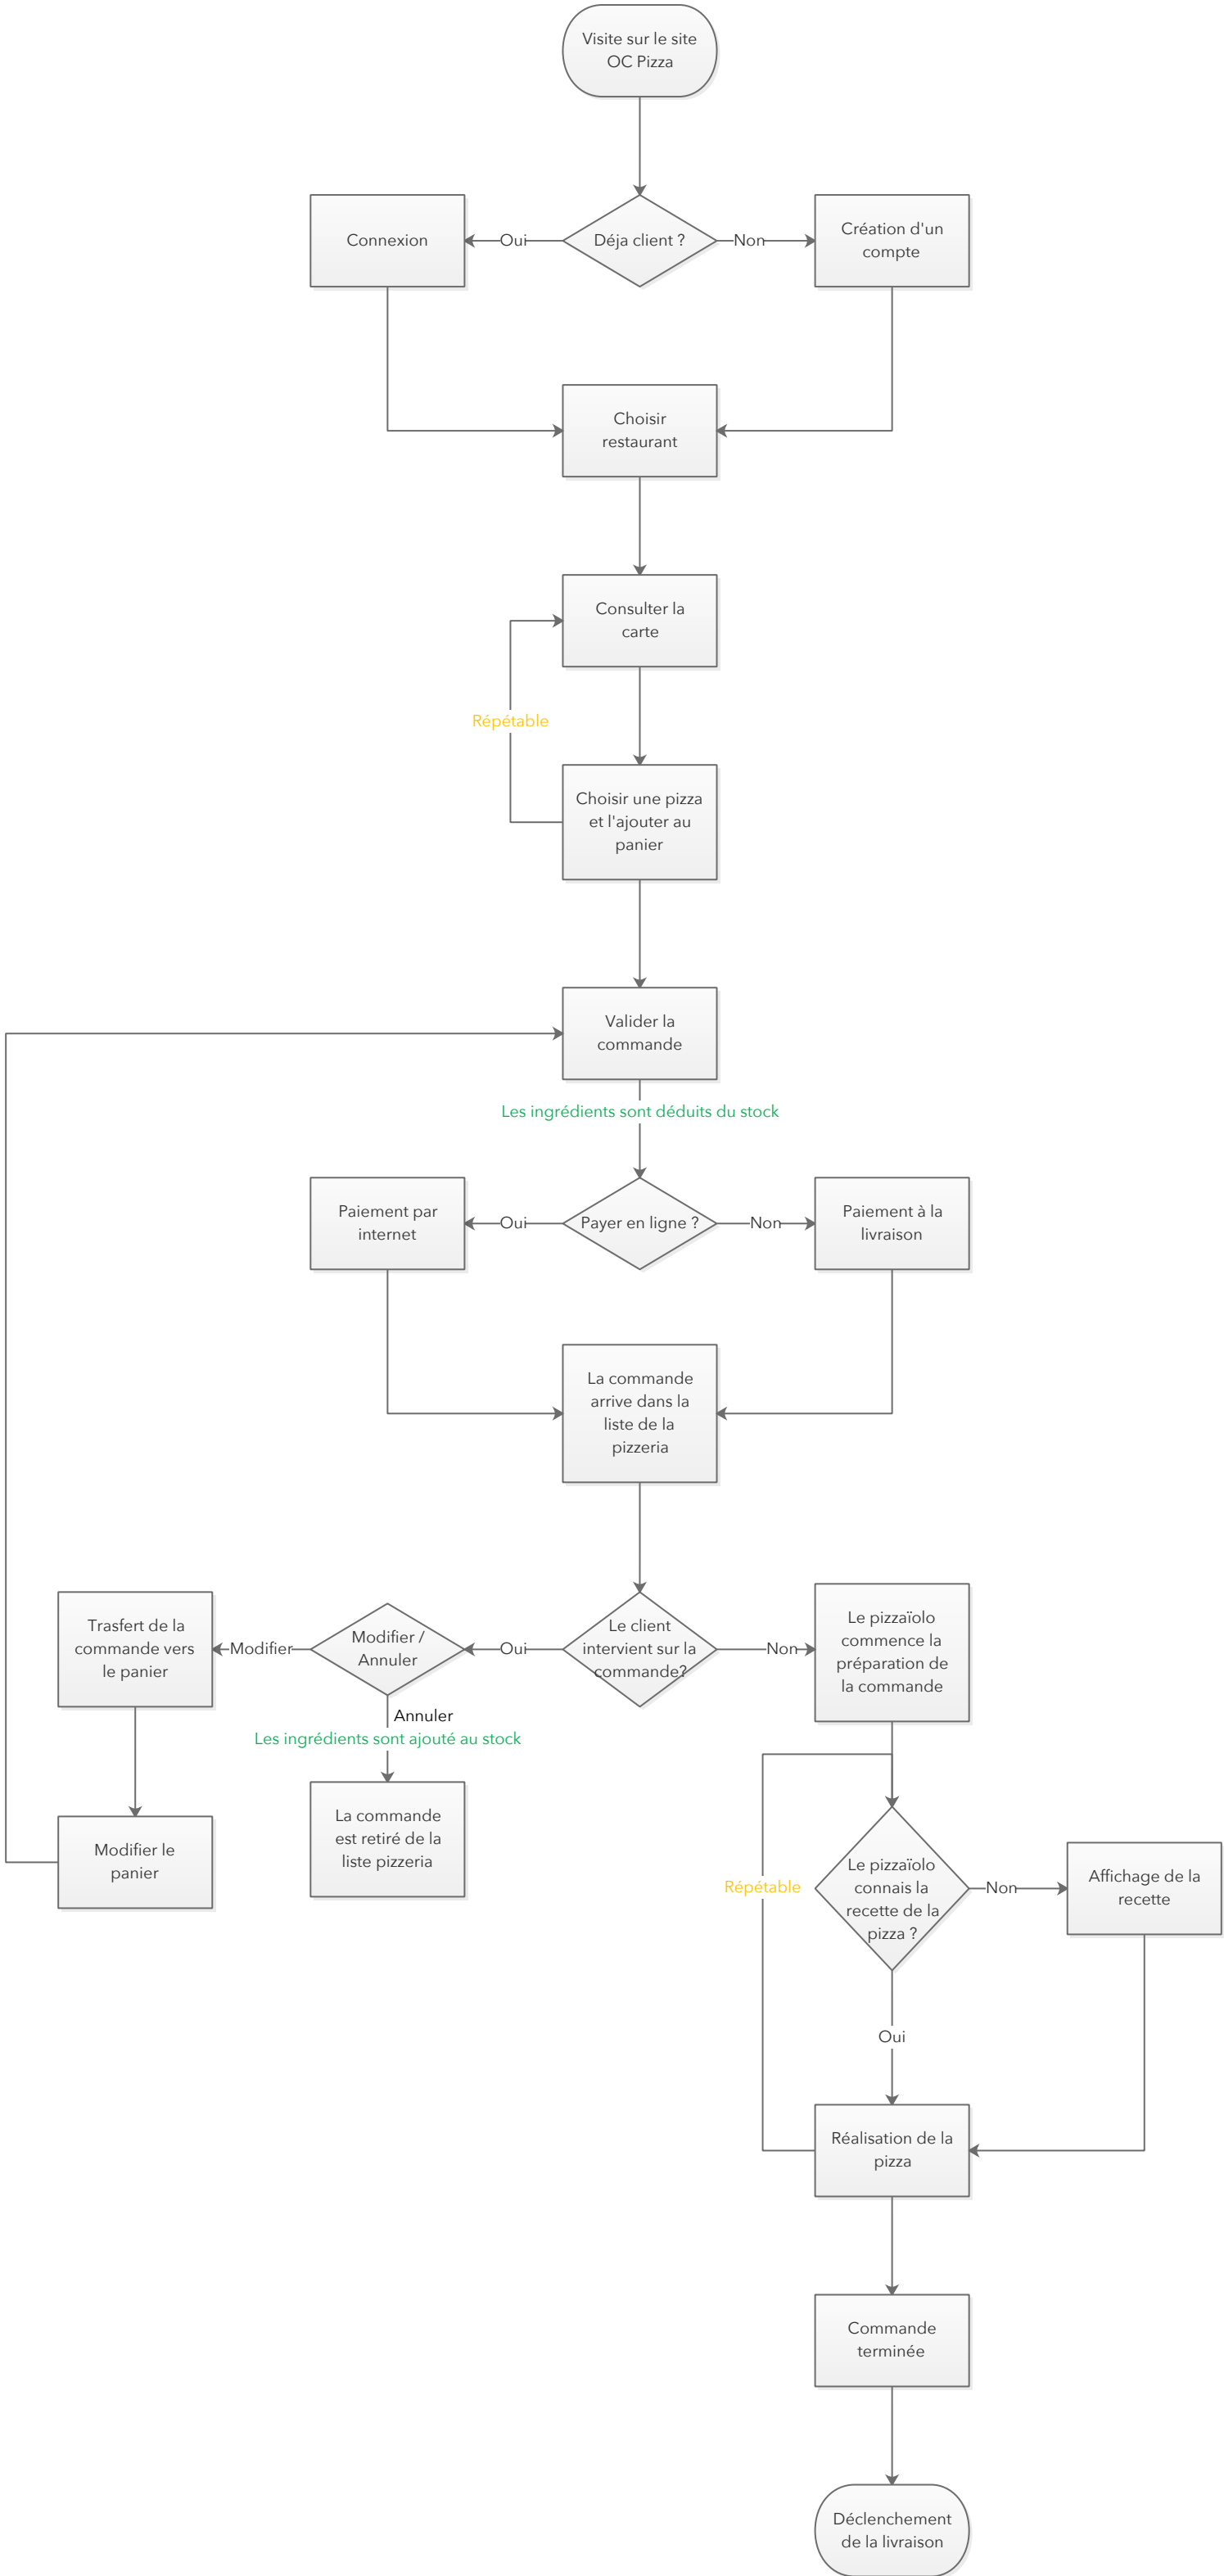 Visite sur le site
OC Pizza
Connexion
Oui
Déja client ?
Non
Création d'un
compte
Choisir
restaurant
Consulter la
carte
Répétable
Choisir une pizza
et l'ajouter au
panier
Valider la
commande
Les ingrédients sont déduits du stock
Paiement par
internet
Oui
Payer en ligne ?
Non
Paiement à la
livraison
La commande
arrive dans la
liste de la
pizzeria
Trasfert de la
commande vers
le panier
Modifier
Modifier /
Annuler
Oui
Le client
intervient sur la
commande?
Non
Le pizzaïolo
commence la
préparation de
la commande
Annuler
Les ingrédients sont ajouté au stock
La commande
est retiré de la
liste pizzeria
Modifier le
panier
Répétable
Le pizzaïolo
connais la
recette de la
pizza ?
Non
Affichage de la
recette
Oui
Réalisation de la
pizza
Commande
terminée
Déclenchement
de la livraison